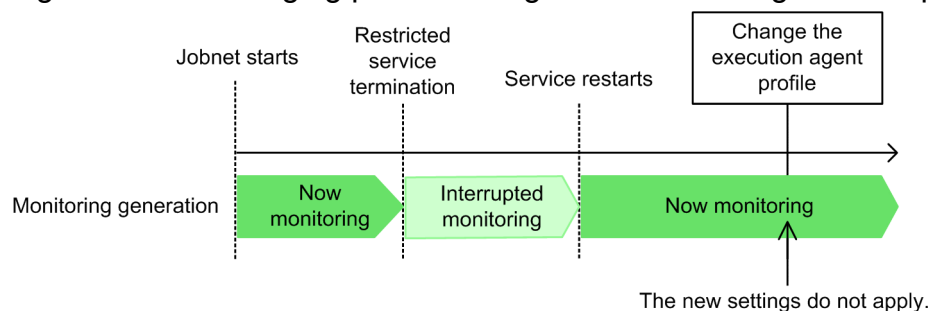 Jobnet starts
Restricted
service
termination
Service restarts
Change the
execution agent
profile
Monitoring generation
Now
monitoring
Interrupted
monitoring
Now monitoring
The new settings do not apply.